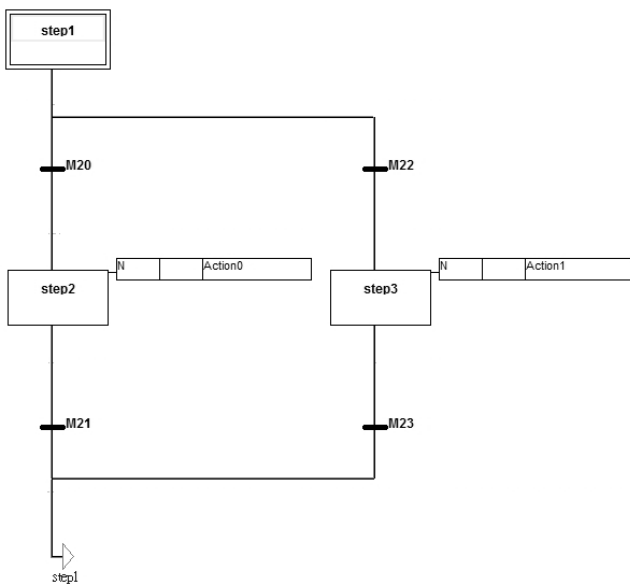 step1
M20
M22
N
Action0
step2
N
Action1
step3
M21
M23
step1